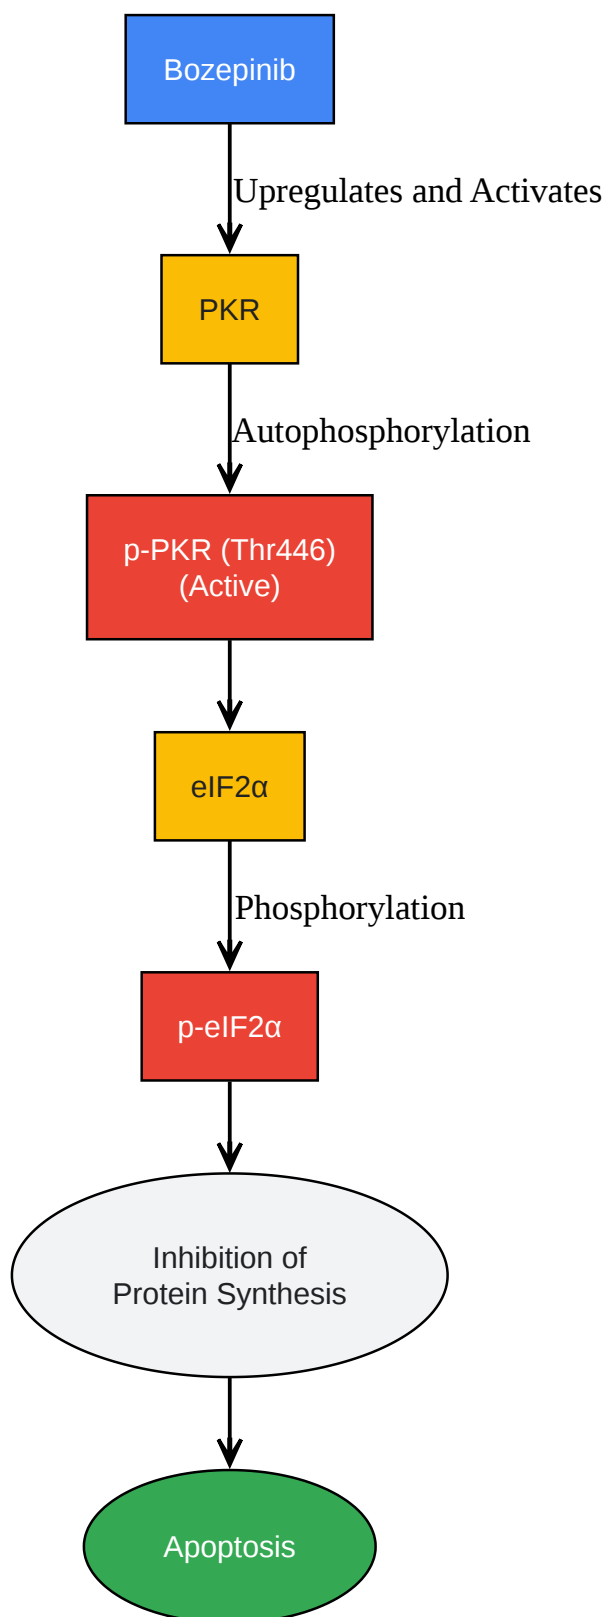 Bozepinib
Upregulates and Activates
PKR
Autophosphorylation
p-PKR (Thr446)
(Active)
eIF2α
Phosphorylation
p-eIF2α
Inhibition of
Protein Synthesis
Apoptosis